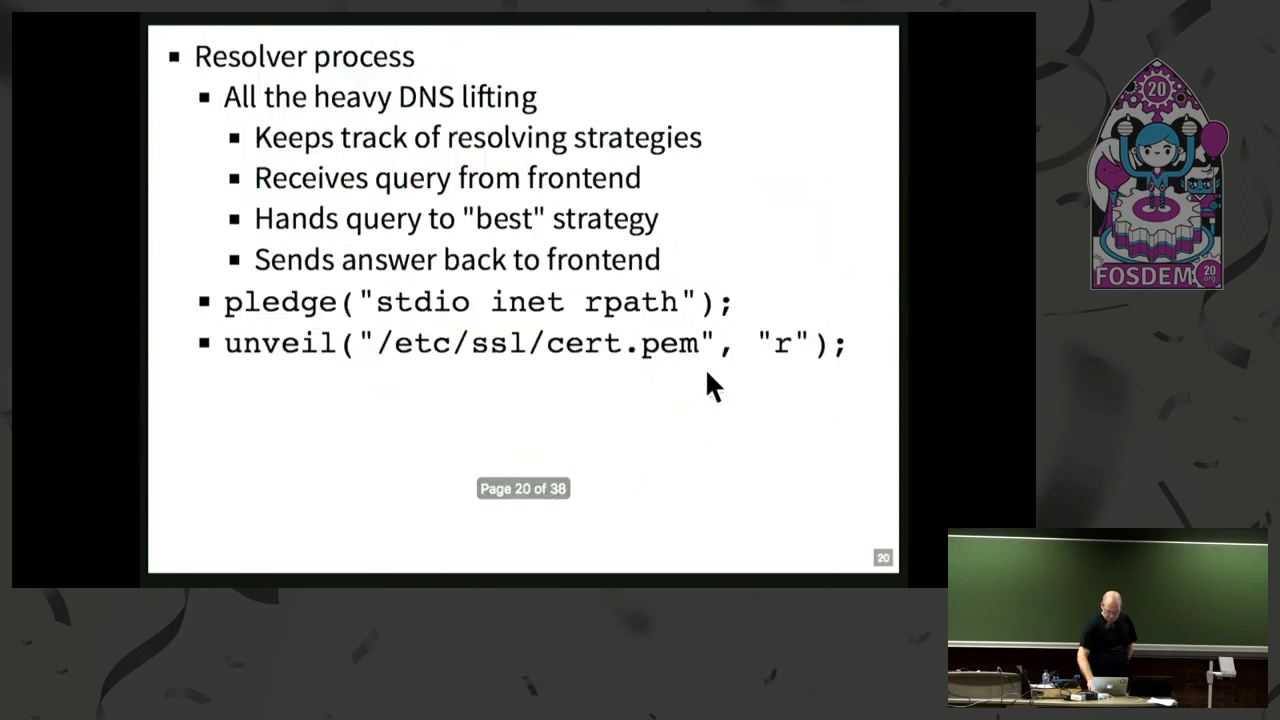 Resolver process
All the heavy DNS lifting
Keeps track of resolving strategies
Receives query from frontend
Hands query to "best" strategy
Sends answer back to frontend
pledge("stdio inet rpath");
unveil("/etc/ssl/cert.pem", "r");
Page 20 of 38
20
20
FOSDEM 20
.org